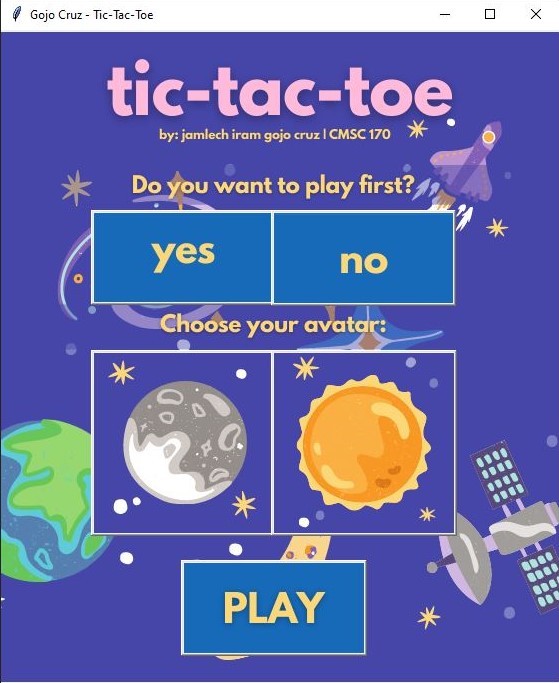 Gojo Cruz - Tic-Tac-Toe
tic-tac-toe
by: jamlech iram gojo cruz | CMSC 170
Do you want to play first?
yes no
Choose your avatar:
PLAY